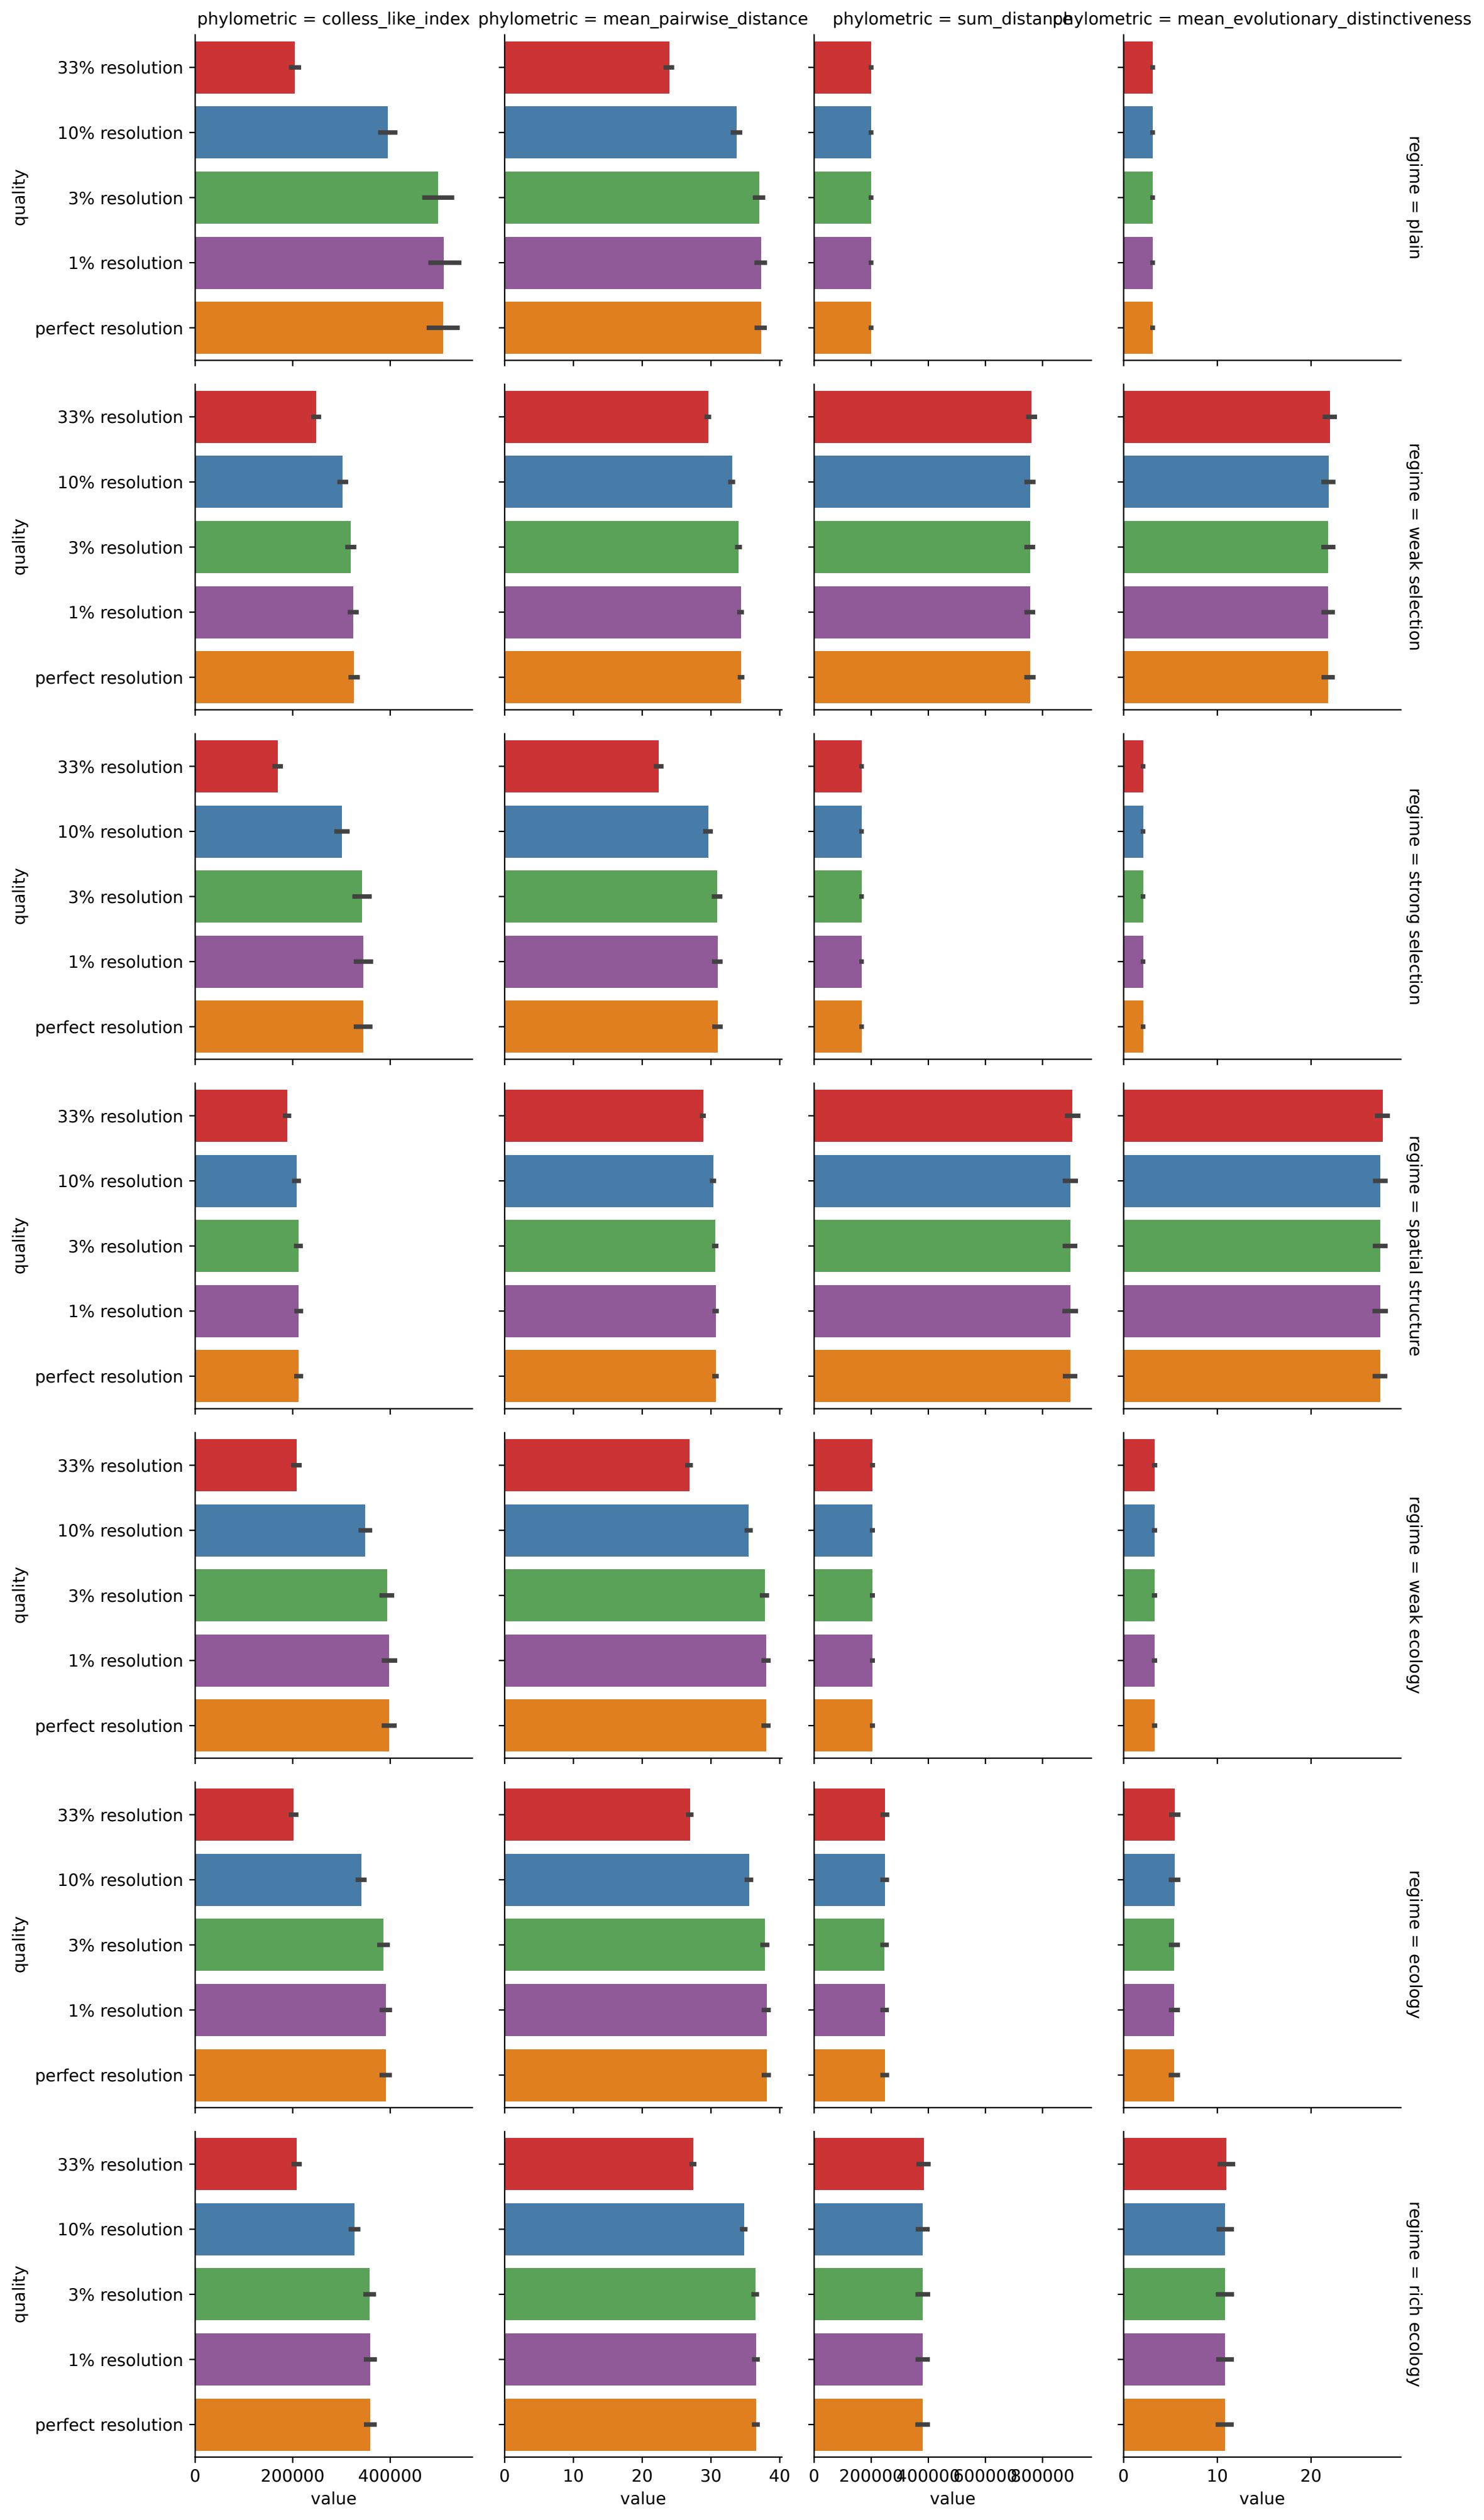 phylometric = colless_like_index phylometric = mean_pairwise_distance phylometric = sum_distance phylometric = mean_evolutionary_distinctiveness
33% resolution
10% resolution
3% resolution
1% resolution
perfect resolution
quality
regime = plain
33% resolution
10% resolution
3% resolution
1% resolution
perfect resolution
quality
regime = weak selection
33% resolution
10% resolution
3% resolution
1% resolution
perfect resolution
quality
regime = strong selection
33% resolution
10% resolution
3% resolution
1% resolution
perfect resolution
quality
regime = spatial structure
33% resolution
10% resolution
3% resolution
1% resolution
perfect resolution
quality
regime = weak ecology
33% resolution
10% resolution
3% resolution
1% resolution
perfect resolution
quality
regime = ecology
33% resolution
10% resolution
3% resolution
1% resolution
perfect resolution
quality
regime = rich ecology
0 200000 400000 0 10 20 30 40 0 200000 400000 600000 800000 0 10 20
value value value value